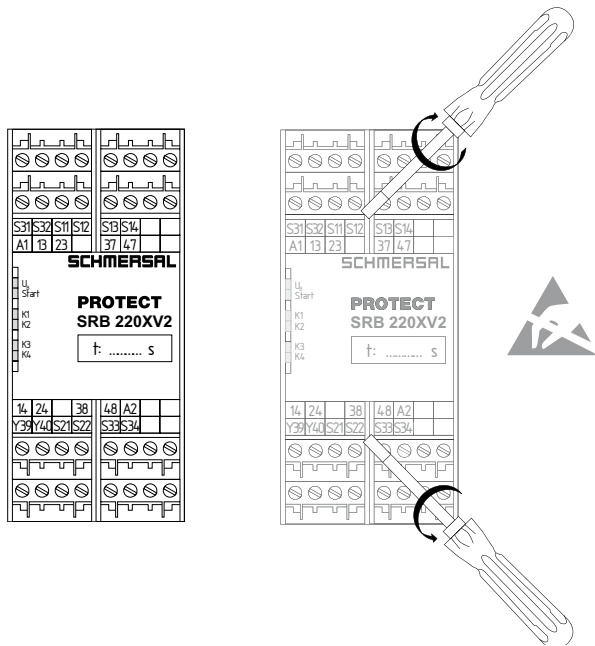 S31 S32 S11 S12 S13 S14
A1 13 23 37 47
SCHMERSAL
Ui
Start
PROTECT
SRB 220XV2
K1
K2
K3
K4
t: ......... s
14 24 38 48 A2
Y39 Y40 S21 S22 S33 S34
S31 S32 S11 S12 S13 S14
A1 13 23 37 47
SCHMERSAL
Ui
Start
PROTECT
SRB 220XV2
K1
K2
K3
K4
t: ......... s
14 24 38 48 A2
Y39 Y40 S21 S22 S33 S34